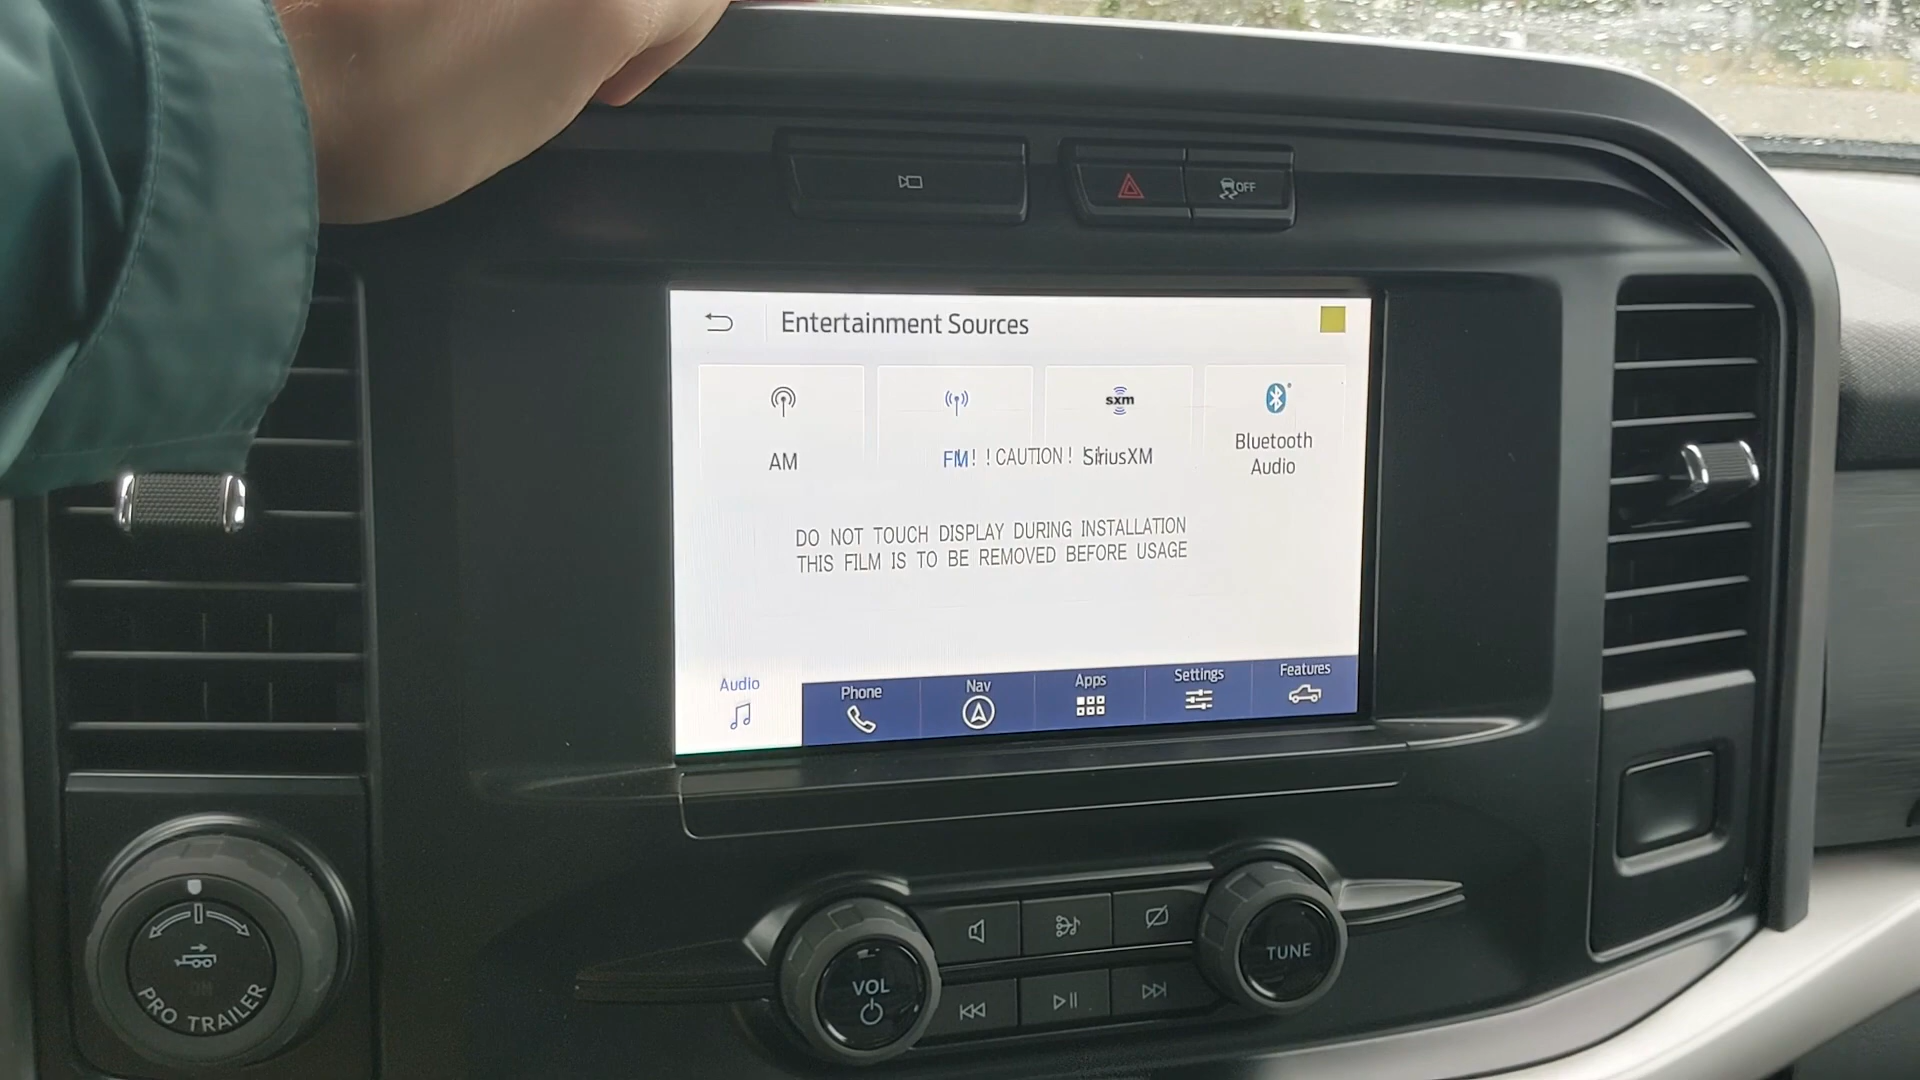 OFF
Entertainment Sources
sxm
AM
FM
! ! CAUTION ! !
SiriusXM
Bluetooth
Audio
DO NOT TOUCH DISPLAY DURING INSTALLATION
THIS FILM IS TO BE REMOVED BEFORE USAGE
Audio
Phone
Nav
Apps
Settings
Features
VOL
TUNE
PRO TRAILER